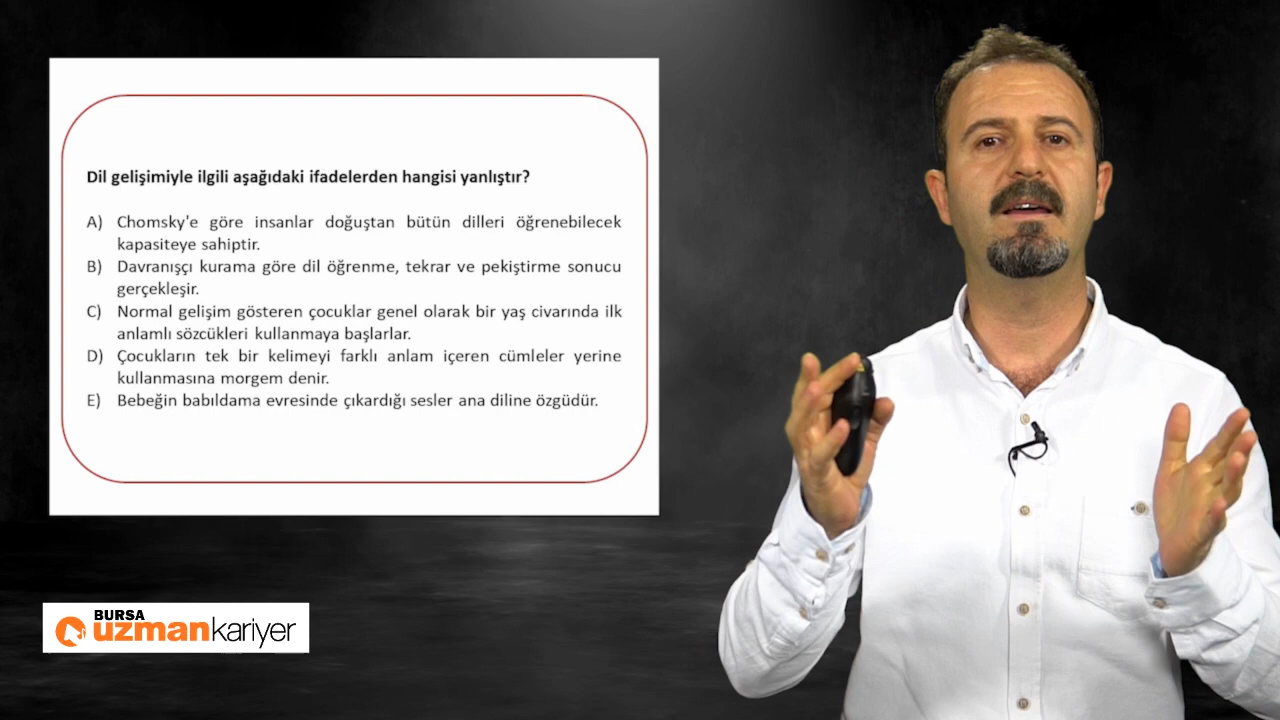 Dil gelişimiyle ilgili aşağıdaki ifadelerden hangisi yanlıştır?
A) Chomsky'e göre insanlar doğuştan bütün dilleri öğrenebilecek
kapasiteye sahiptir.
B) Davranışçı kurama göre dil öğrenme, tekrar ve pekiştirme sonucu
gerçekleşir.
C) Normal gelişim gösteren çocuklar genel olarak bir yaş civarında ilk
anlamlı sözcükleri kullanmaya başlarlar.
D) Çocukların tek bir kelimeyi farklı anlam içeren cümleler yerine
kullanmasına morgem denir.
E) Bebeğin babıldama evresinde çıkardığı sesler ana diline özgüdür.
BURSA
uzmankariyer